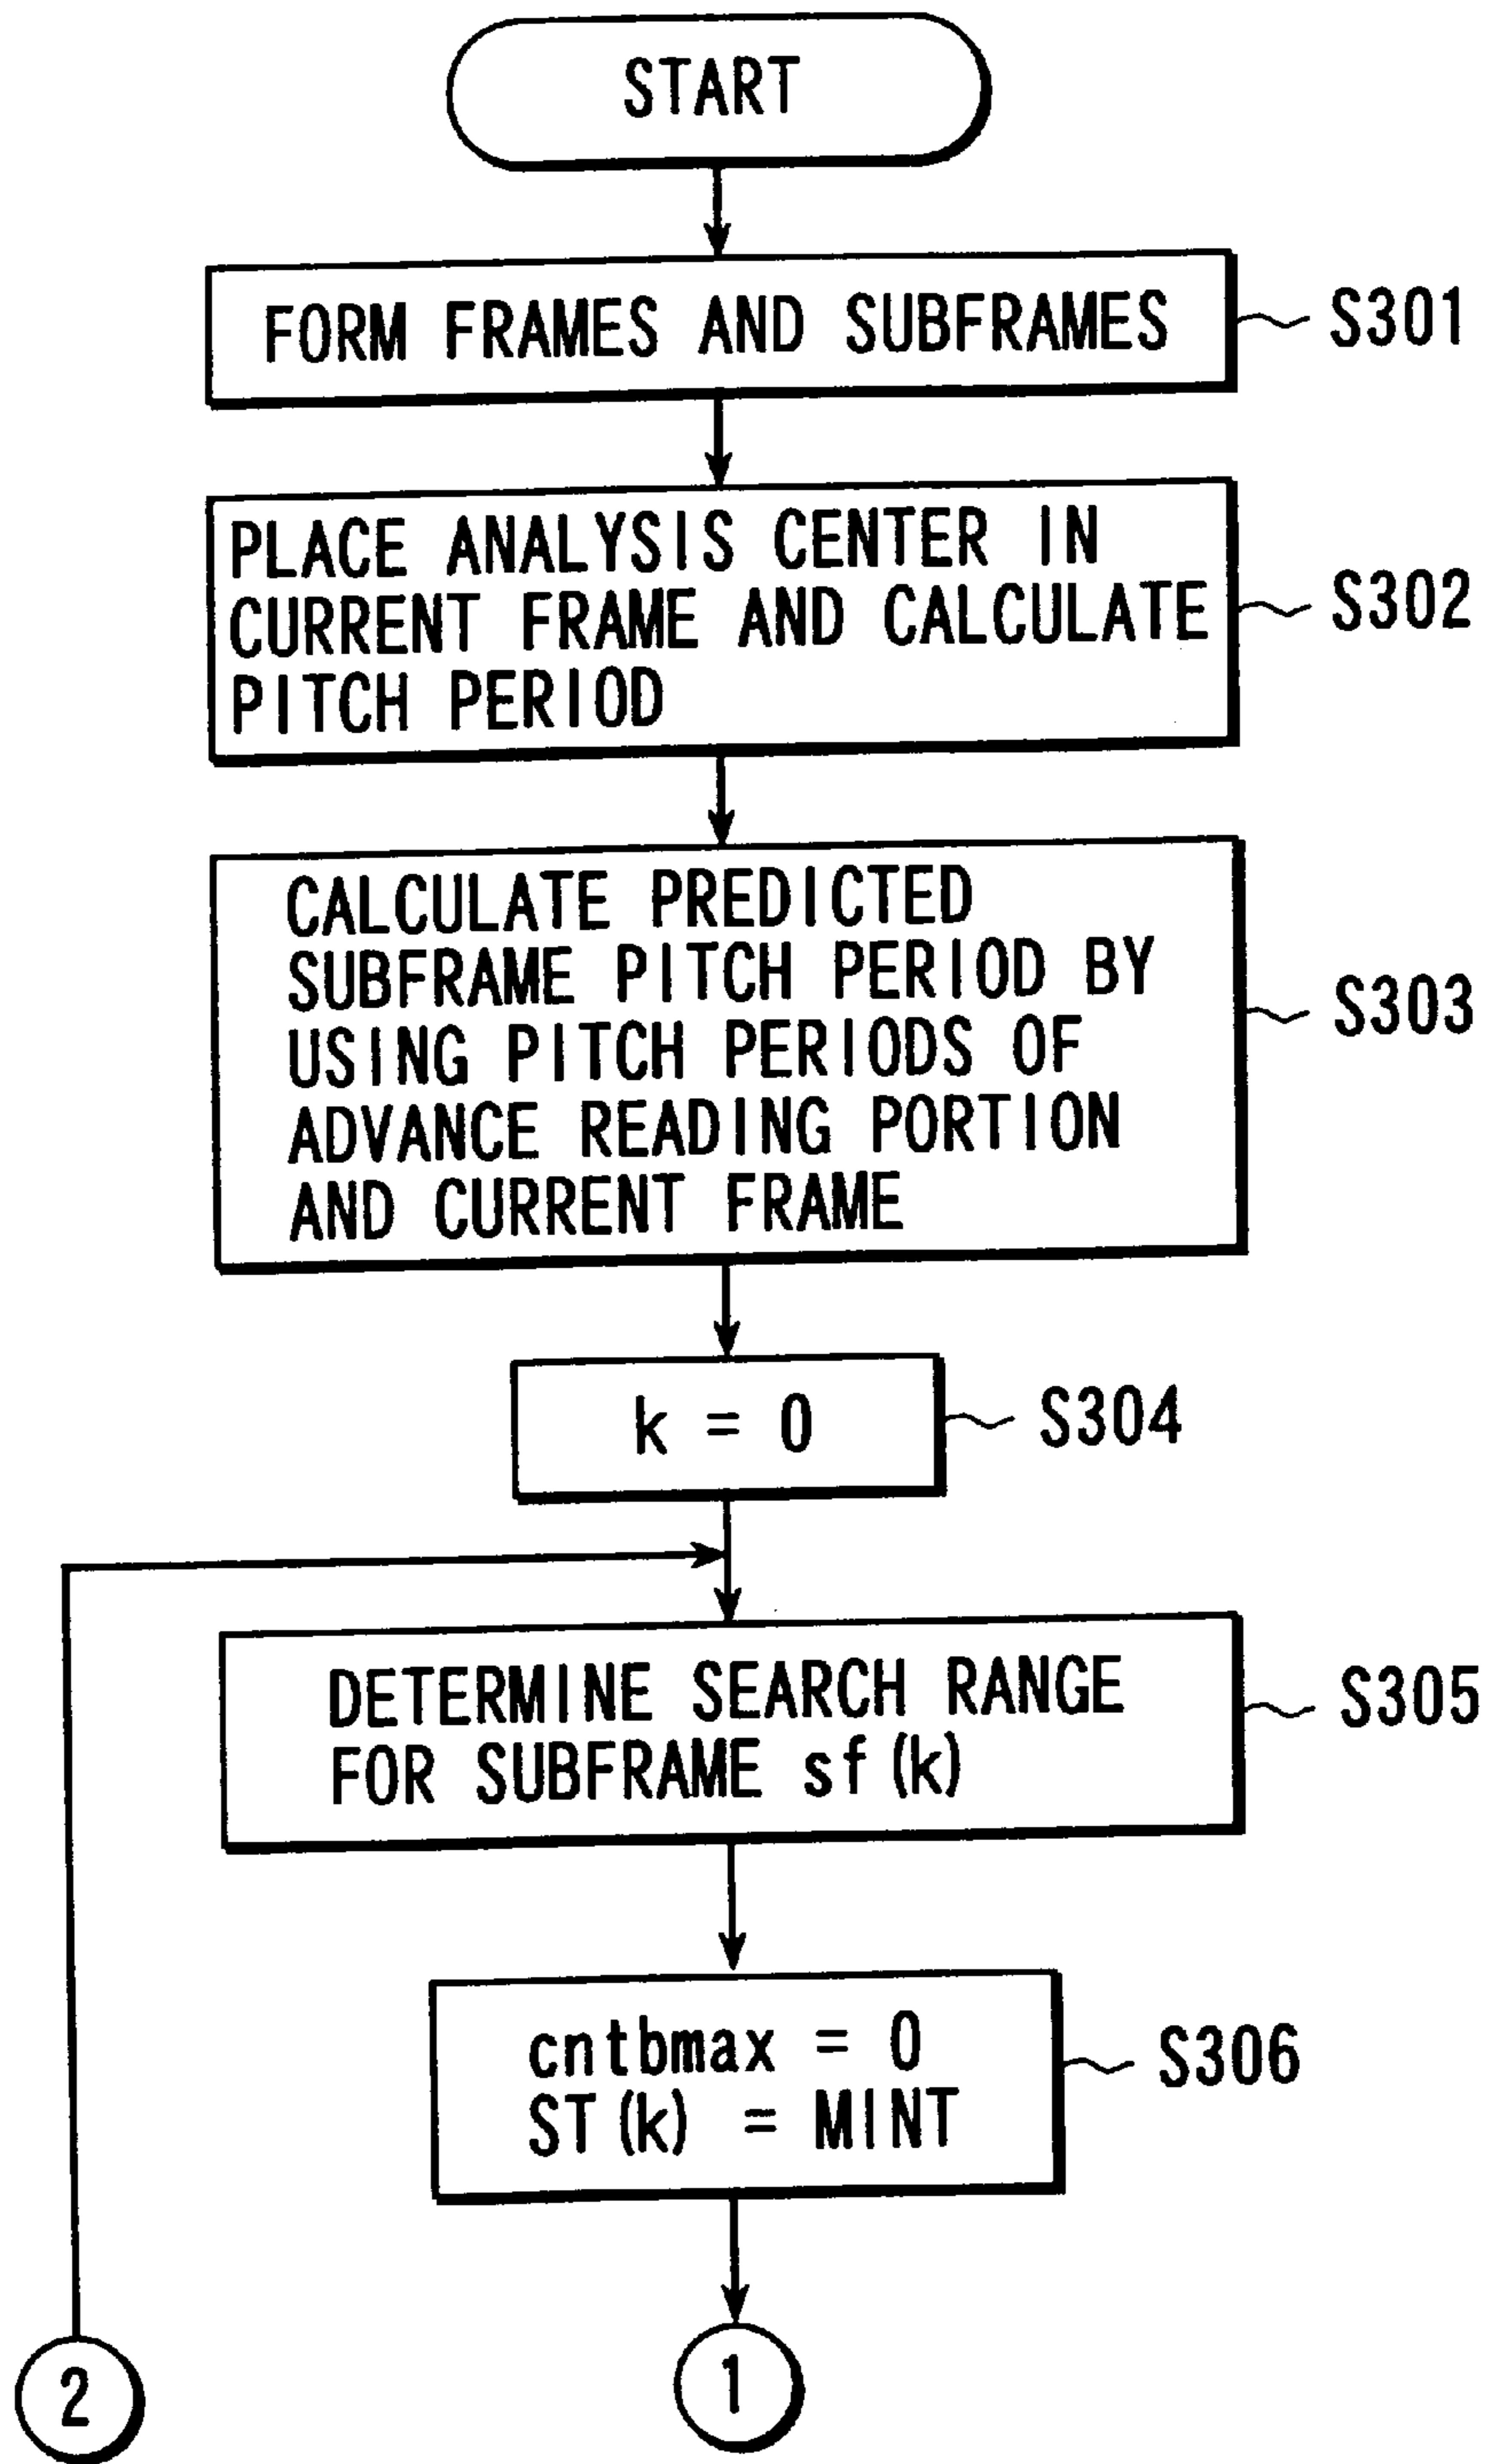 START
FORM FRAMES AND SUBFRAMES
S301
PLACE ANALYSIS CENTER IN
CURRENT FRAME AND CALCULATE
PITCH PERIOD
S302
CALCULATE PREDICTED
SUBFRAME PITCH PERIOD BY
USING PITCH PERIODS OF
ADVANCE READING PORTION
AND CURRENT FRAME
S303
k = 0
S304
DETERMINE SEARCH RANGE
FOR SUBFRAME sf(k)
S305
cntbmax = 0
ST(k) = MINT
S306
2
1